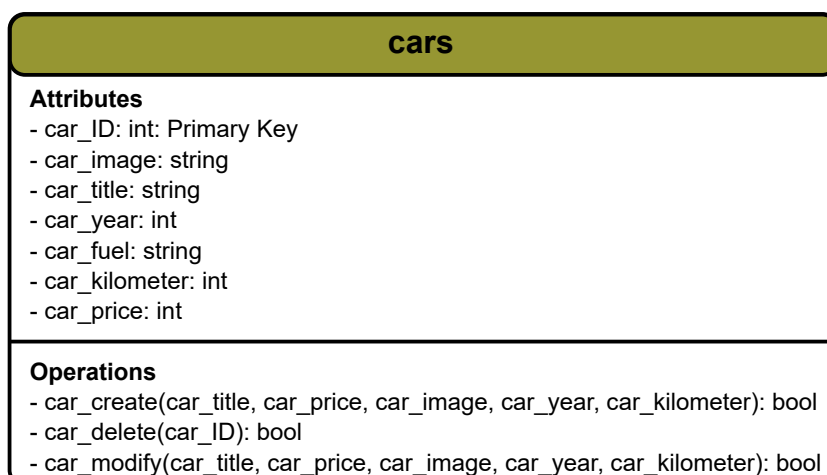 cars
Attributes
- car_ID: int: Primary Key
- car_image: string
- car_title: string
- car_year: int
- car_fuel: string
- car_kilometer: int
- car_price: int
Operations
- car_create(car_title, car_price, car_image, car_year, car_kilometer): bool
- car_delete(car_ID): bool
- car_modify(car_title, car_price, car_image, car_year, car_kilometer): bool